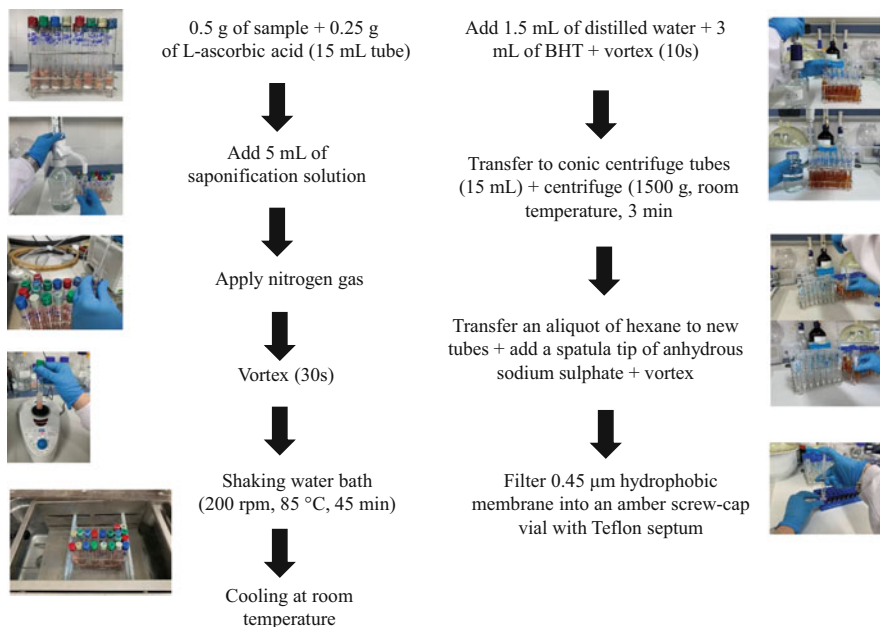 0.5 g of sample + 0.25 g
of L-ascorbic acid (15 mL tube)
Add 5 mL of
saponification solution
Apply nitrogen gas
Vortex (30s)
Shaking water bath
(200 rpm, 85 °C, 45 min)
Cooling at room
temperature
Add 1.5 mL of distilled water + 3
mL of BHT + vortex (10s)
Transfer to conic centrifuge tubes
(15 mL) + centrifuge (1500 g, room
temperature, 3 min
Transfer an aliquot of hexane to new
tubes + add a spatula tip of anhydrous
sodium sulphate + vortex
Filter 0.45 μm hydrophobic
membrane into an amber screw-cap
vial with Teflon septum